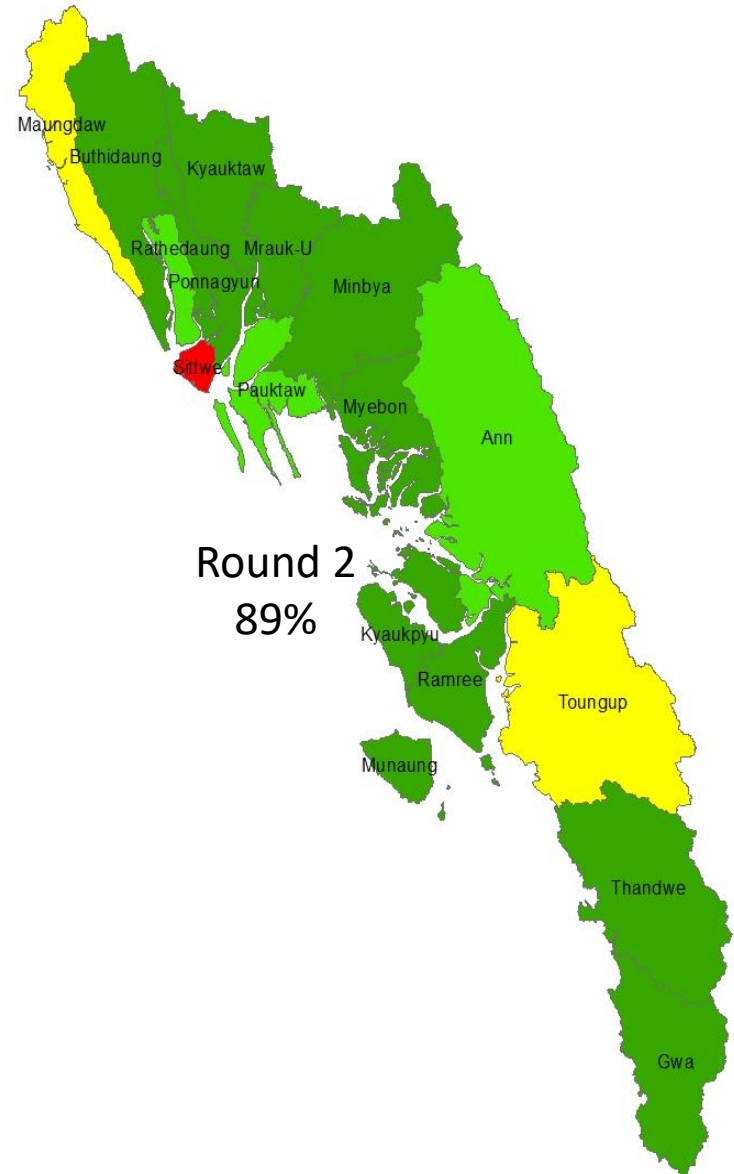 Maungdaw
Buthidaung
Kyauktaw
Rathedaung
Mrauk-U
Ponnagyun
Minbya
Sittwe
Pauktaw
Myebon
Ann
Round 2
89%
Kyaukpyu
Ramree
Toungup
Munaung
Thandwe
Gwa